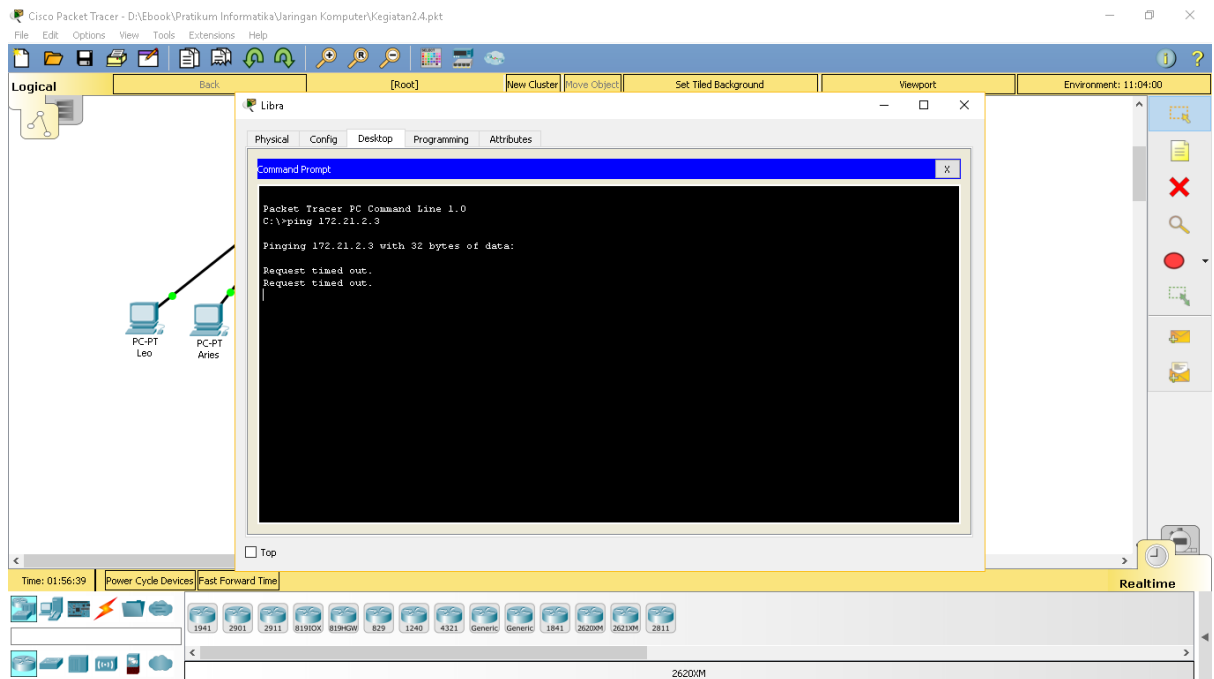 Cisco Packet Tracer - D:\Ebook\Pratikum Informatika\Jaringan Komputer\Kegiatan2.4.pkt
File Edit Options View Tools Extensions Help
Logical Back [Root] New Cluster Move Object Set Tiled Background Viewport Environment: 11:04:00
Libra
Physical Config Desktop Programming Attributes
Command Prompt X
Packet Tracer PC Command Line 1.0
C:\>ping 172.21.2.3
Pinging 172.21.2.3 with 32 bytes of data:
Request timed out.
Request timed out.
PC-PT
Leo
PC-PT
Aries
Top
Time: 01:56:39 Power Cycle Devices Fast Forward Time Realtime
1941 2901 2911 819IOX 819HGW 829 1240 4321 Generic Generic 1841 2620XM 2621XM 2811
2620XM